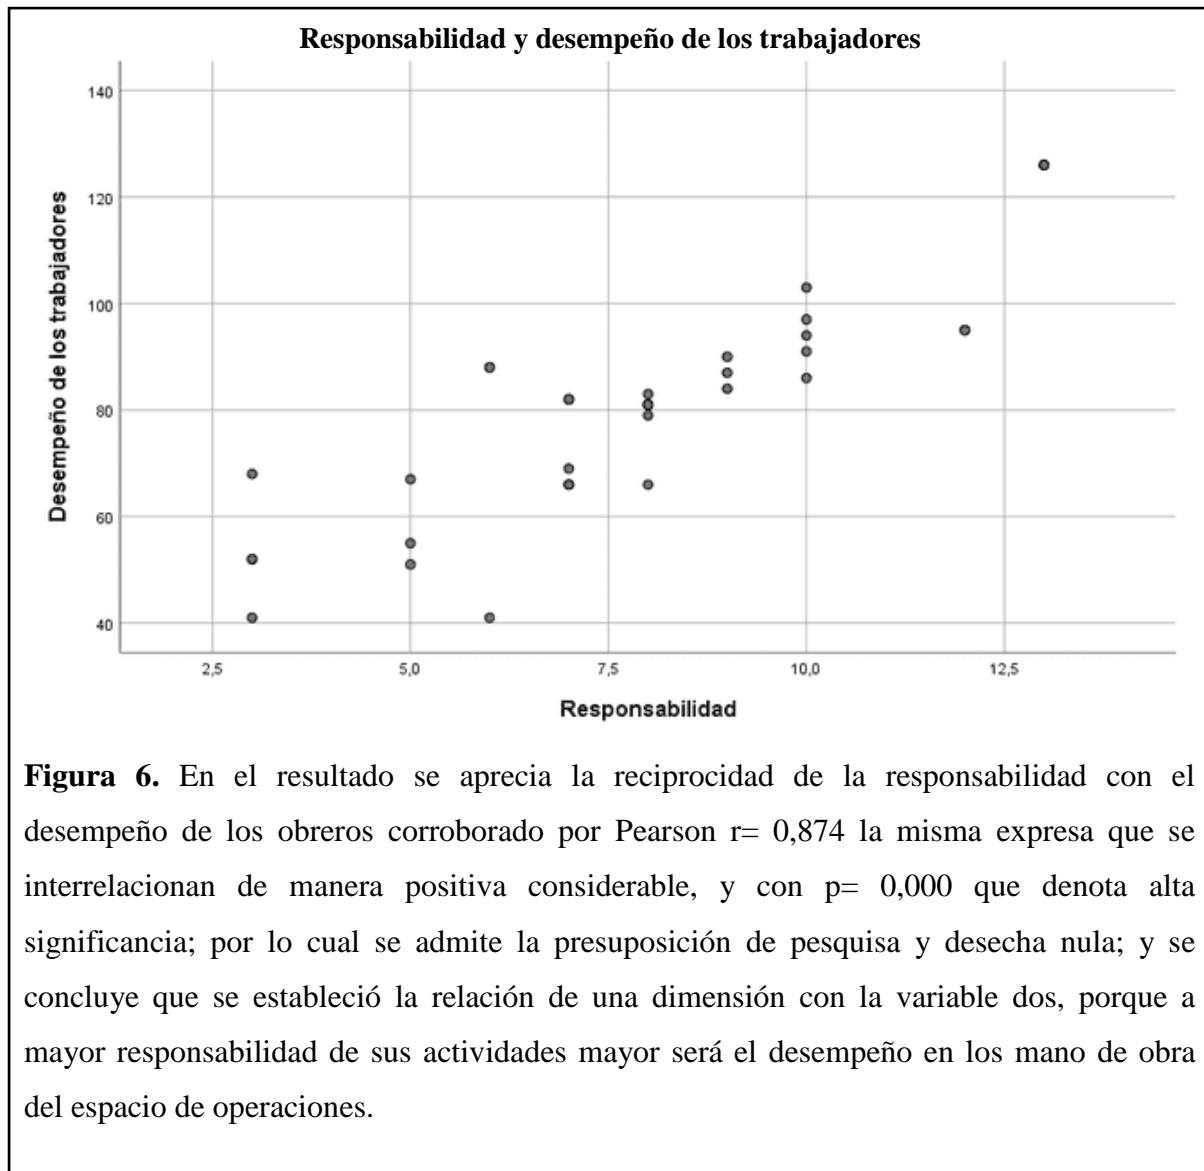 Responsabilidad y desempeño de los trabajadores
140
120
100
80
60
40
Desempeño de los trabajadores
2,5 5,0 7,5 10,0 12,5
Responsabilidad
Figura 6. En el resultado se aprecia la reciprocidad de la responsabilidad con el
desempeño de los obreros corroborado por Pearson r= 0,874 la misma expresa que se
interrelacionan de manera positiva considerable, y con p= 0,000 que denota alta
significancia; por lo cual se admite la presuposición de pesquisa y desecha nula; y se
concluye que se estableció la relación de una dimensión con la variable dos, porque a
mayor responsabilidad de sus actividades mayor será el desempeño en los mano de obra
del espacio de operaciones.